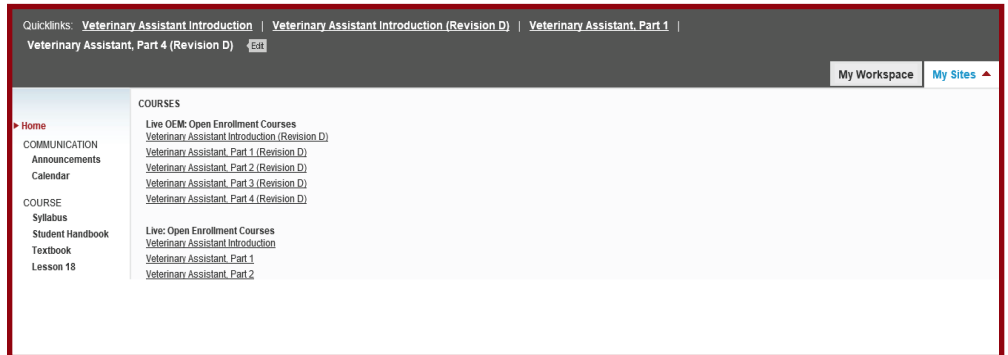 Quicklinks: Veterinary Assistant Introduction | Veterinary Assistant Introduction (Revision D) | Veterinary Assistant, Part 1 |
Veterinary Assistant, Part 4 (Revision D) Edit
My Workspace My Sites
Home
COMMUNICATION
Announcements
Calendar
COURSE
Syllabus
Student Handbook
Textbook
Lesson 18
COURSES
Live OEM: Open Enrollment Courses
Veterinary Assistant Introduction (Revision D)
Veterinary Assistant, Part 1 (Revision D)
Veterinary Assistant, Part 2 (Revision D)
Veterinary Assistant, Part 3 (Revision D)
Veterinary Assistant, Part 4 (Revision D)
Live: Open Enrollment Courses
Veterinary Assistant Introduction
Veterinary Assistant, Part 1
Veterinary Assistant, Part 2